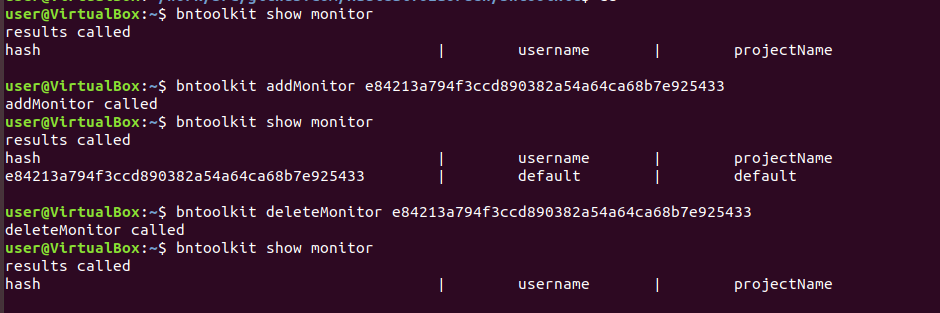 user@VirtualBox:~$ bntoolkit show monitor
results called
hash | username | projectName
user@VirtualBox:~$ bntoolkit addMonitor e84213a794f3ccd890382a54a64ca68b7e925433
addMonitor called
user@VirtualBox:~$ bntoolkit show monitor
results called
hash | username | projectName
e84213a794f3ccd890382a54a64ca68b7e925433 | default | default
user@VirtualBox:~$ bntoolkit deleteMonitor e84213a794f3ccd890382a54a64ca68b7e925433
deleteMonitor called
user@VirtualBox:~$ bntoolkit show monitor
results called
hash | username | projectName